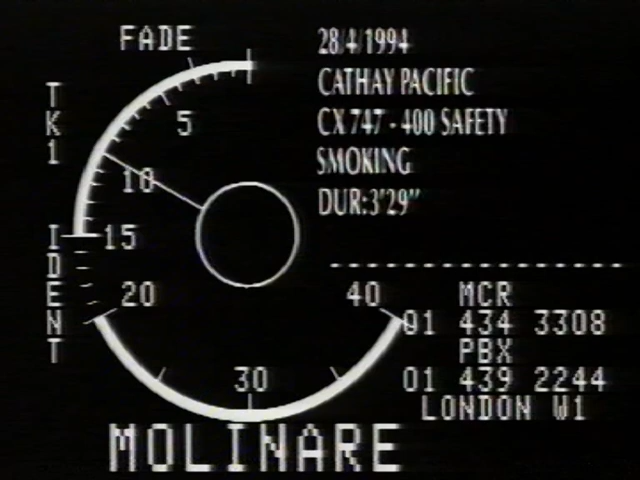 FADE
28/4/1994
CATHAY PACIFIC
CX 747 - 400 SAFETY
SMOKING
DUR:3'29"
TK1
5
10
15
IDENT
20
30
40
MCR
01 434 3308
PBX
01 439 2244
LONDON W1
MOLINARE